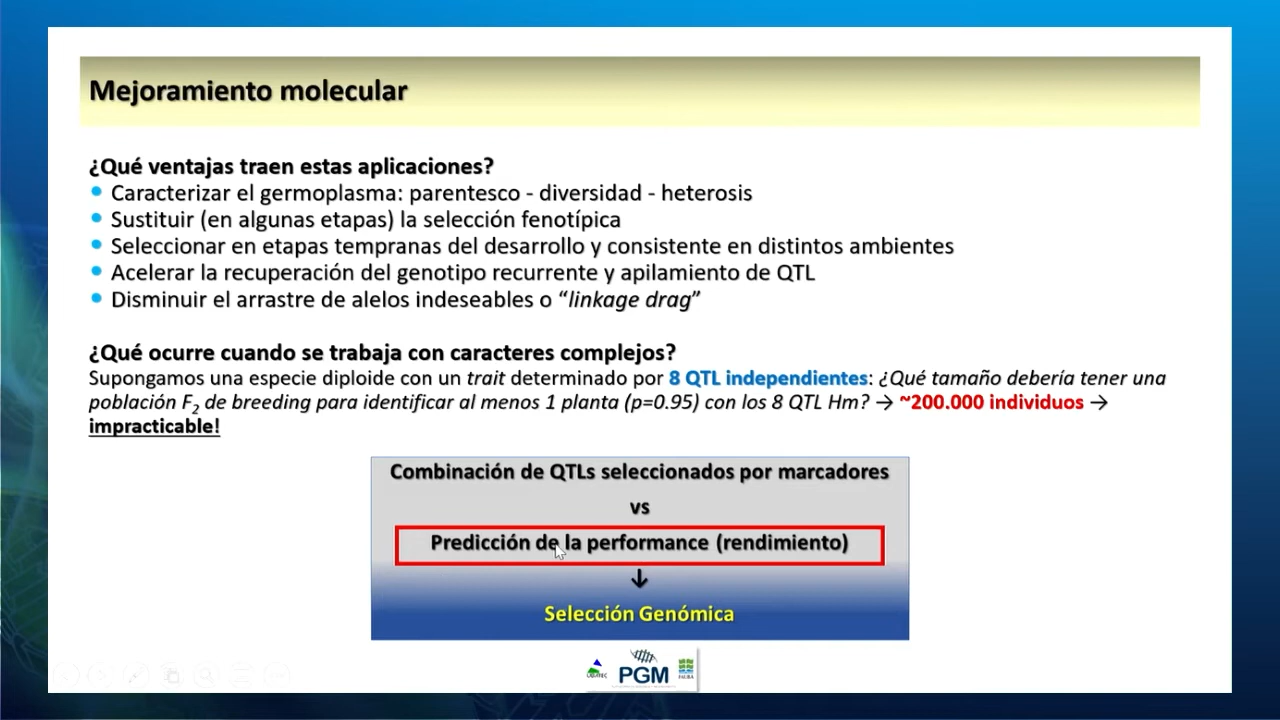 Mejoramiento molecular
¿Qué ventajas traen estas aplicaciones?
• Caracterizar el germoplasma: parentesco - diversidad - heterosis
• Sustituir (en algunas etapas) la selección fenotípica
• Seleccionar en etapas tempranas del desarrollo y consistente en distintos ambientes
• Acelerar la recuperación del genotipo recurrente y apilamiento de QTL
• Disminuir el arrastre de alelos indeseables o “linkage drag”
¿Qué ocurre cuando se trabaja con caracteres complejos?
Supongamos una especie diploide con un trait determinado por 8 QTL independientes: ¿Qué tamaño debería tener una
población F2 de breeding para identificar al menos 1 planta (p=0.95) con los 8 QTL Hm? → ~200.000 individuos →
impracticable!
Combinación de QTLs seleccionados por marcadores
vs
Predicción de la performance (rendimiento)
↓
Selección Genómica
PGM
FAUBA